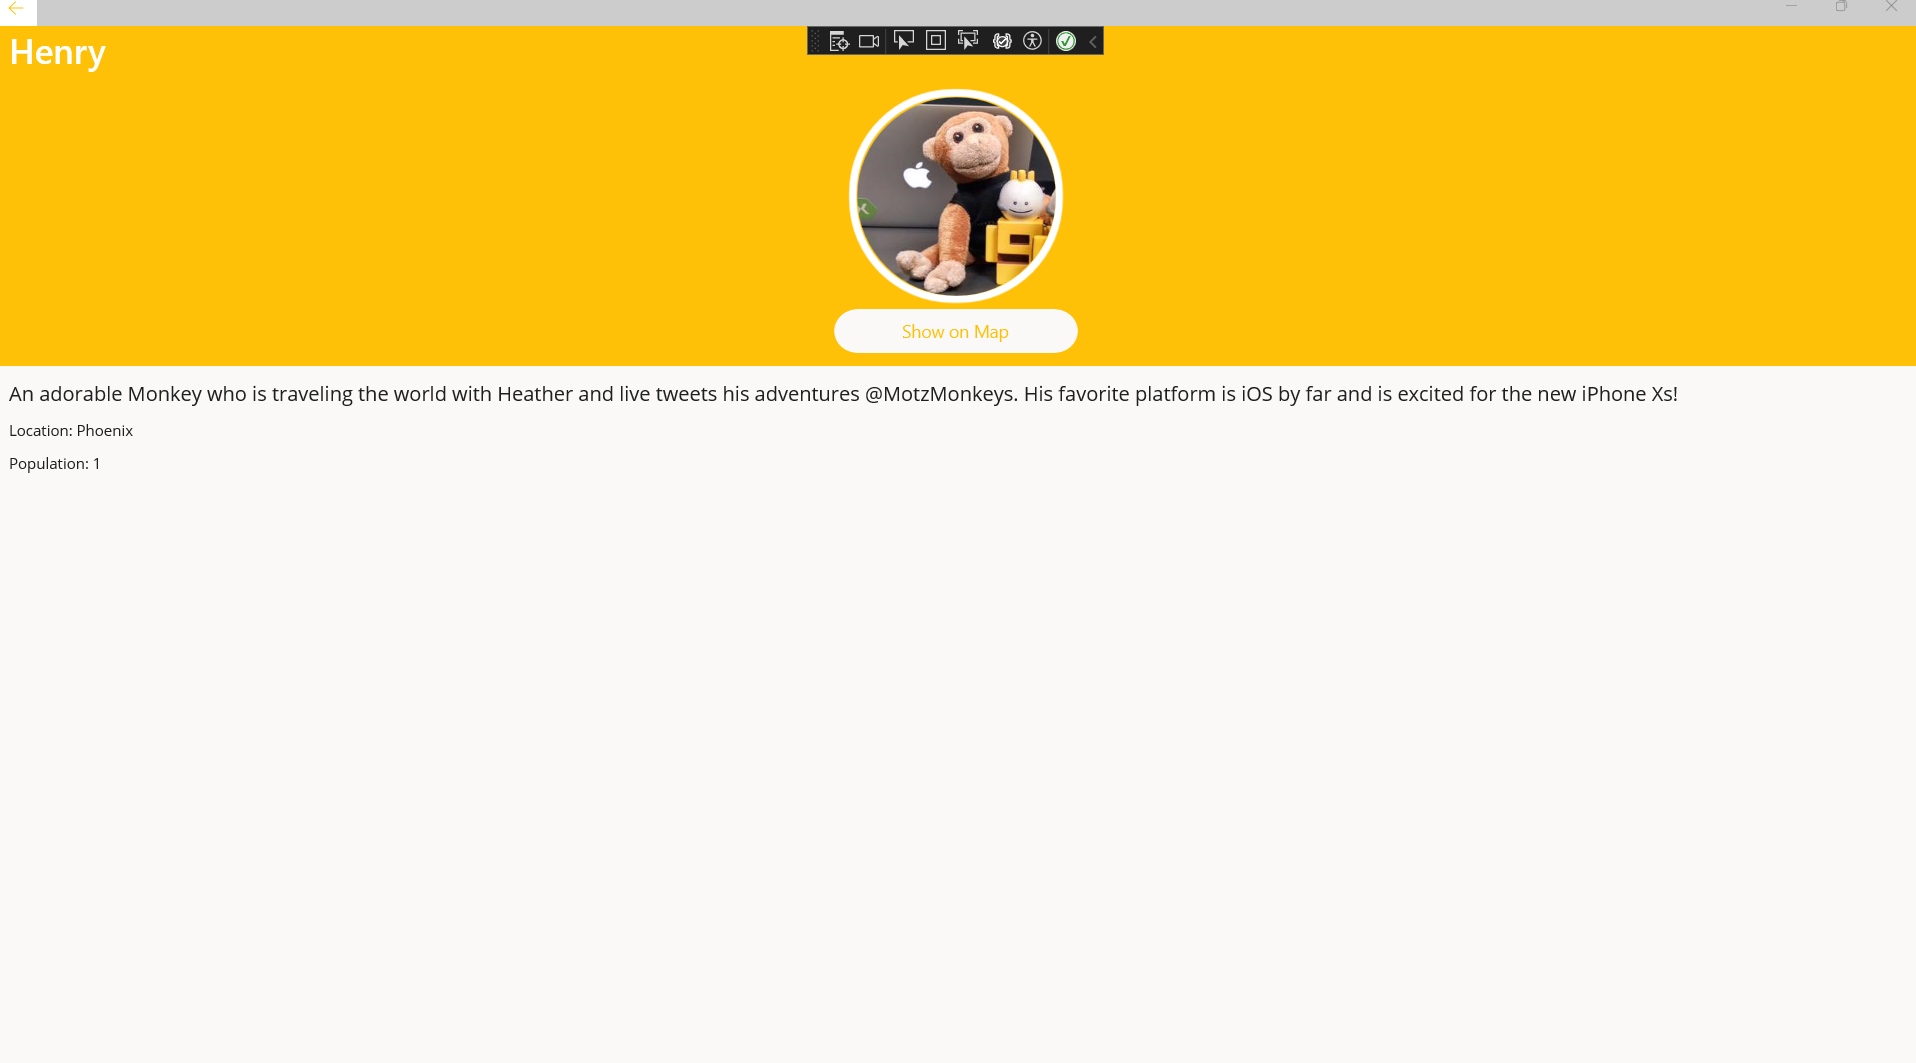 Henry
Show on Map
An adorable Monkey who is traveling the world with Heather and live tweets his adventures @MotzMonkeys. His favorite platform is iOS by far and is excited for the new iPhone Xs!
Location: Phoenix
Population: 1